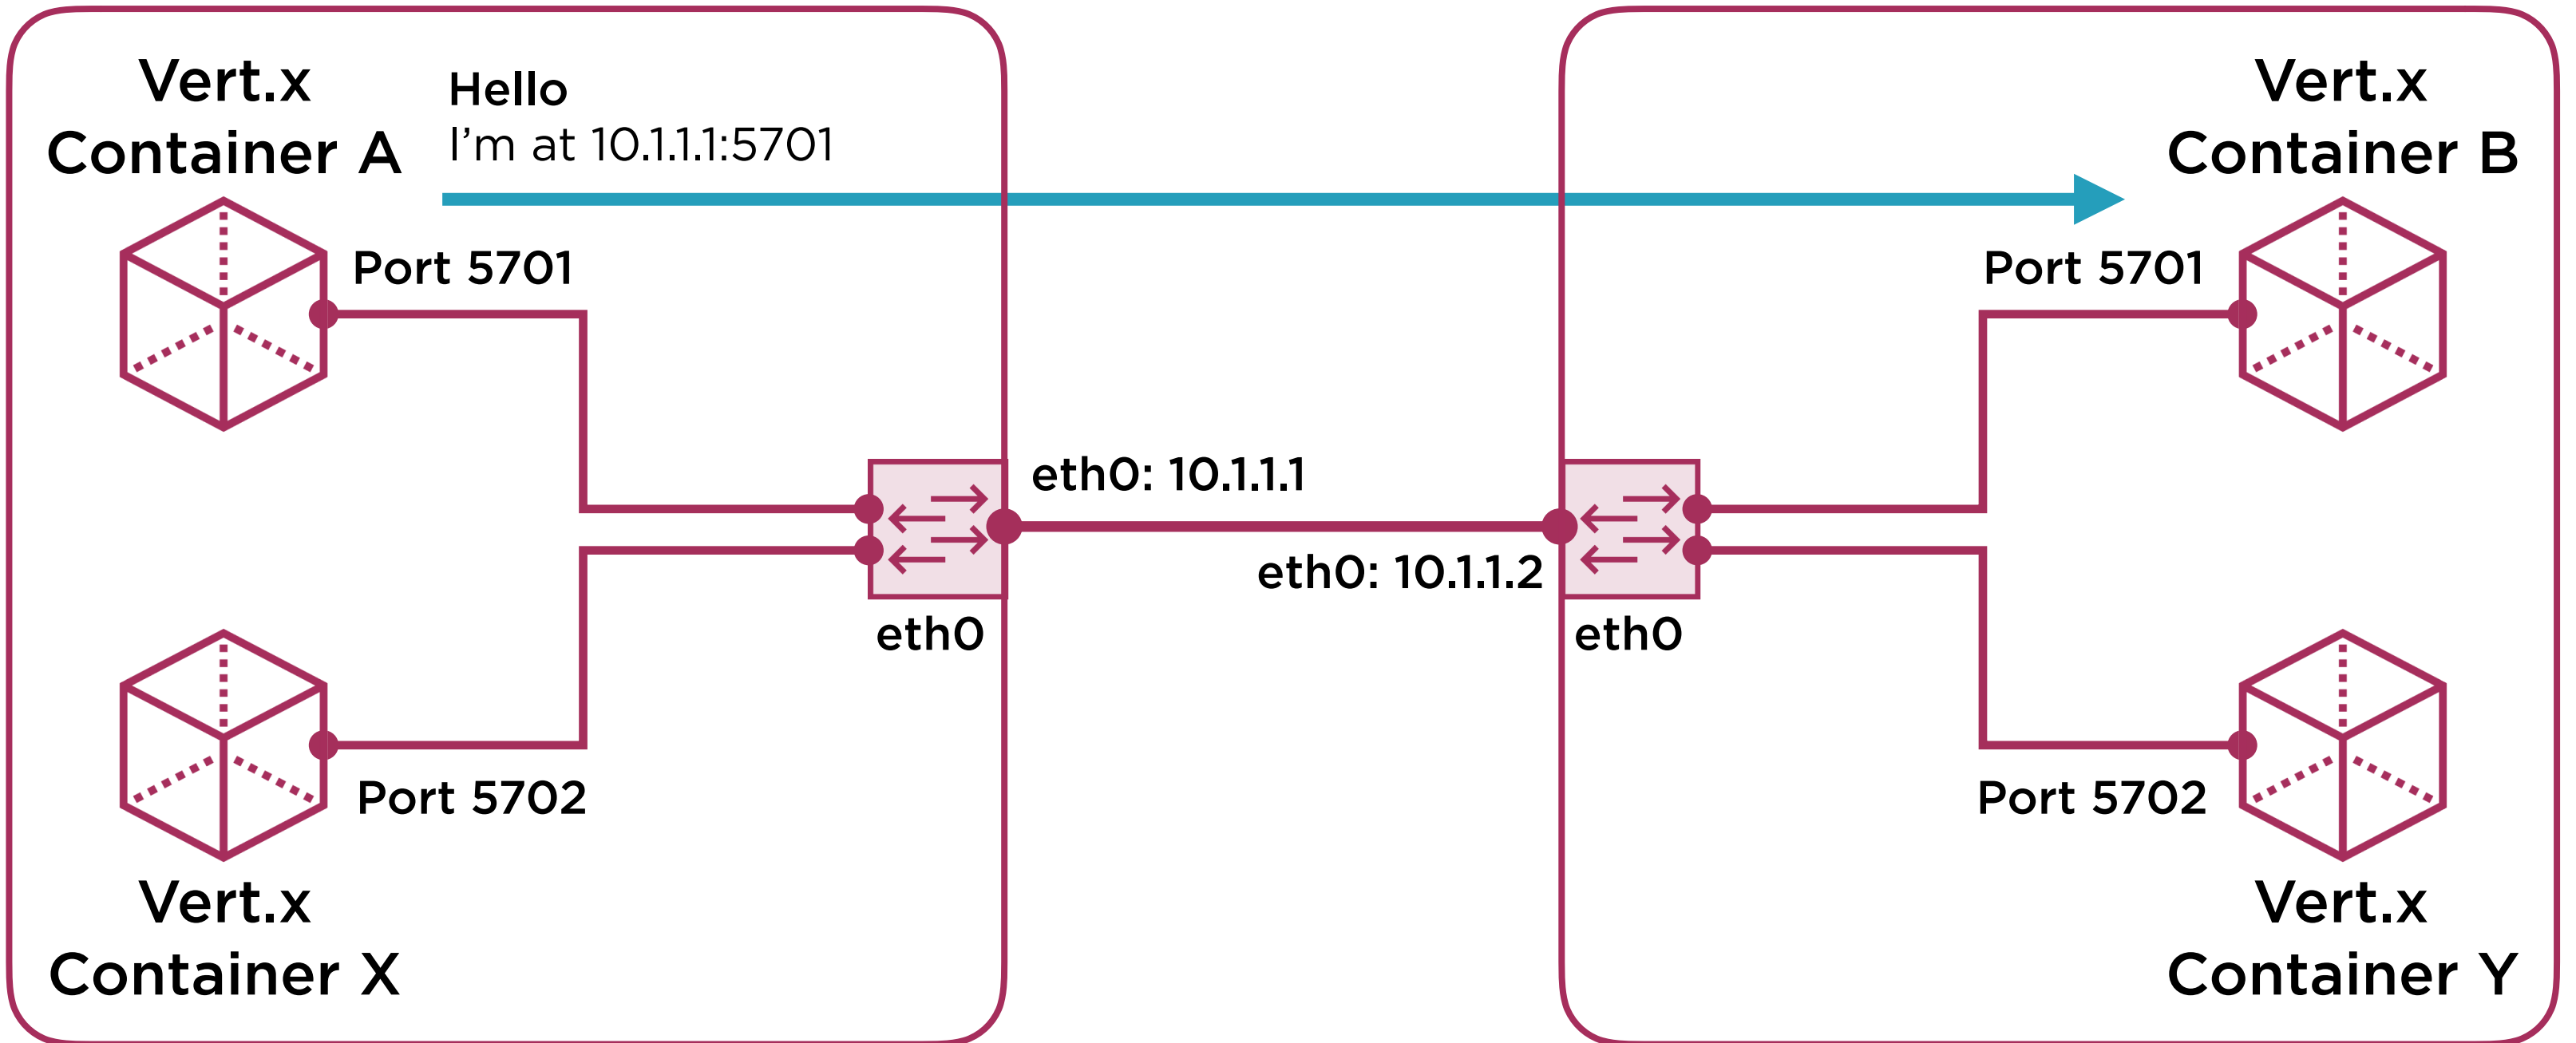 Vert.x
Container A
Hello
I'm at 10.1.1.1:5701
Vert.x
Container B
Port 5701
Port 5701
eth0: 10.1.1.1
eth0: 10.1.1.2
eth0
eth0
Port 5702
Port 5702
Vert.x
Container X
Vert.x
Container Y